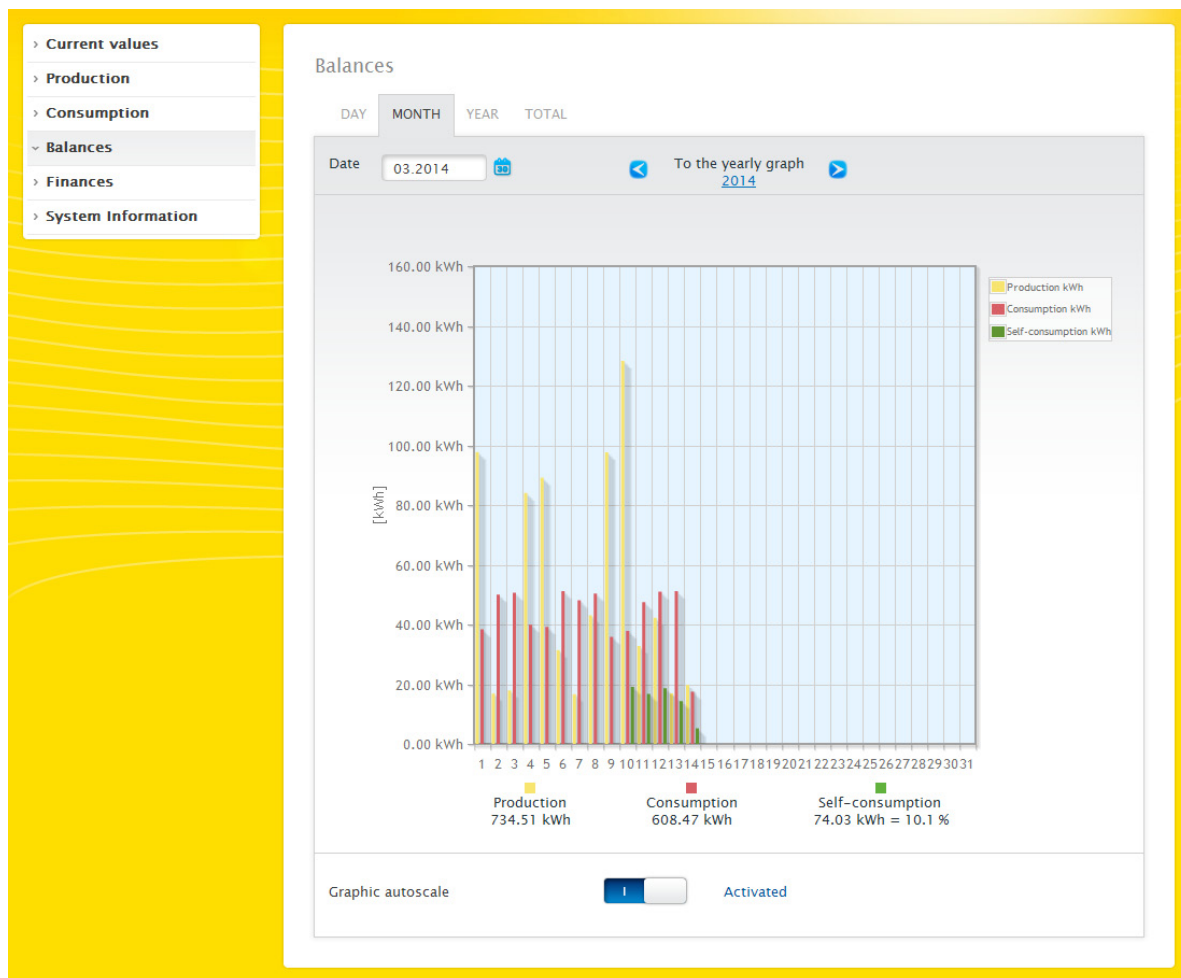 Current values
Production
Consumption
Balances
Finances
System Information
Balances
DAY MONTH YEAR TOTAL
Date 03.2014 30 To the yearly graph
2014
160.00 kWh
140.00 kWh
120.00 kWh
100.00 kWh
80.00 kWh
60.00 kWh
40.00 kWh
20.00 kWh
0.00 kWh
[kWh]
Production kWh
Consumption kWh
Self-consumption kWh
1 2 3 4 5 6 7 8 9 10 11 12 13 14 15 16 17 18 19 20 21 22 23 24 25 26 27 28 29 30 31
Production Consumption Self-consumption
734.51 kWh 608.47 kWh 74.03 kWh = 10.1 %
Graphic autoscale I Activated